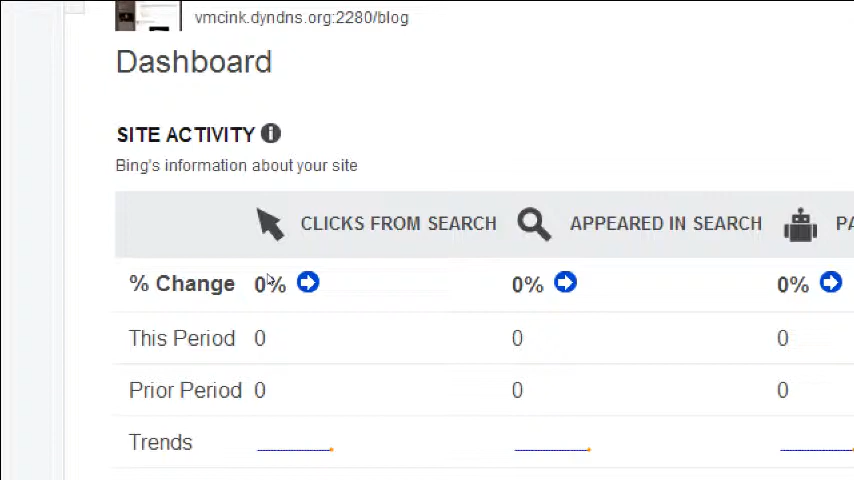 vmcink.dyndns.org:2280/blog
Dashboard
SITE ACTIVITY
Bing's information about your site
CLICKS FROM SEARCH APPEARED IN SEARCH PA
% Change 0% 0% 0%
This Period 0 0 0
Prior Period 0 0 0
Trends